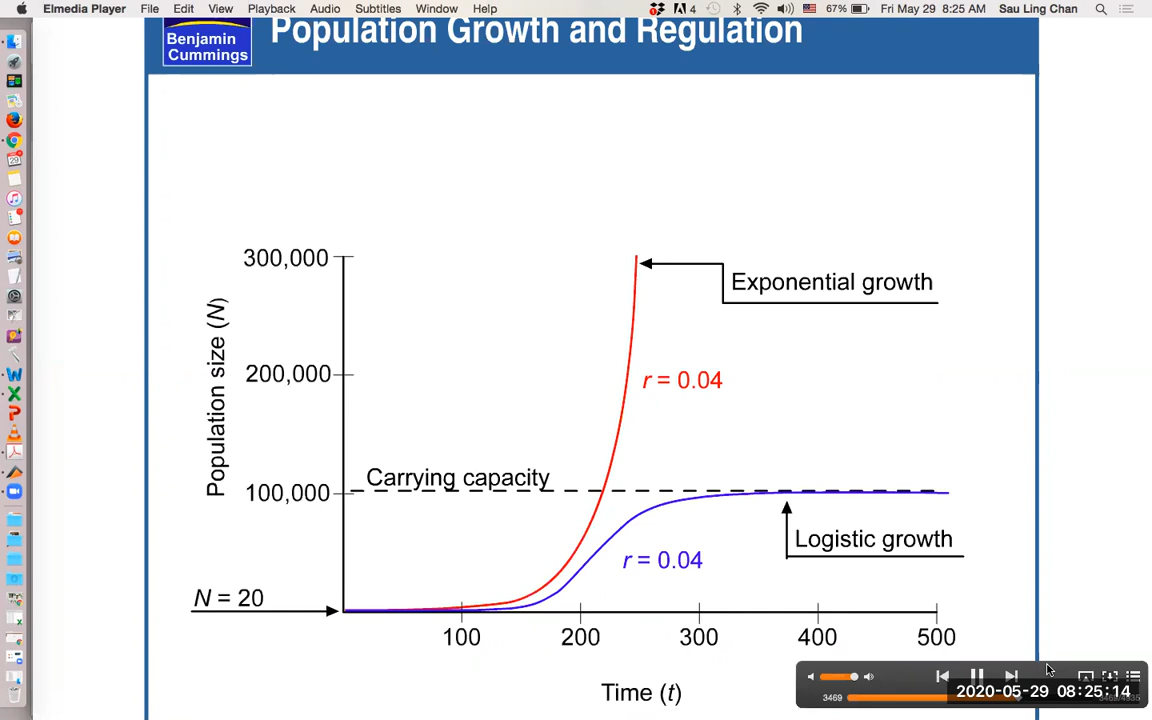 Elmedia Player File Edit View Playback Audio Subtitles Window Help 4 67% Fri May 29 8:25 AM Sau Ling Chan
Benjamin
Cummings
Population Growth and Regulation
300,000
Exponential growth
200,000
r = 0.04
Population size (N)
Carrying capacity
100,000
Logistic growth
r = 0.04
N = 20
100 200 300 400 500
Time (t)
3469
2020-05-29 08:25:14